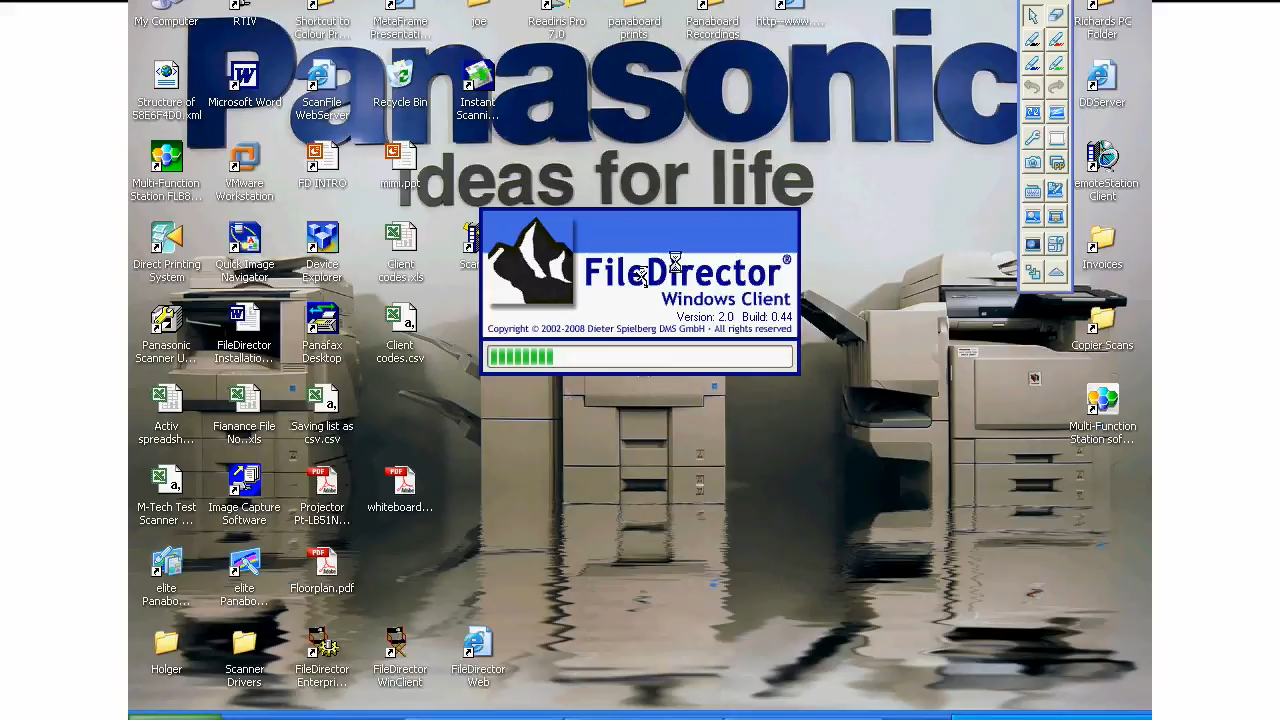 My Computer
RTIV
Shortcut to
Colour Pr...
MetaFrame
Presentati...
joe
Readiris Pro
7.0
panaboard
prints
Panaboard
Recordings
http--www....
Richards PC
Folder
Panasonic
Ideas for life
Structure of
58E6F4D0.xml
Microsoft Word
ScanFile
WebServer
Recycle Bin
Instant
Scanni...
DDServer
Multi-Function
Station FLB8...
VMware
Workstation
FD INTRO
mimi.ppt
emoteStation
Client
Direct Printing
System
Quick Image
Navigator
Device
Explorer
Client
codes.xls
Sca
Invoices
FileDirector®
Windows Client
Version: 2.0 Build: 0.44
Copyright © 2002-2008 Dieter Spielberg DMS GmbH · All rights reserved
Panasonic
Scanner U...
FileDirector
Installatio...
Panafax
Desktop
Client
codes.csv
Copier Scans
Activ
spreadsh...
Fianance File
No...xls
Saving list as
csv.csv
Multi-Function
Station sof...
M-Tech Test
Scanner ...
Image Capture
Software
Projector
Pt-LB51N...
whiteboard...
elite
Panabo...
elite
Panabo...
Floorplan.pdf
Holger
Scanner
Drivers
FileDirector
Enterpri...
FileDirector
WinClient
FileDirector
Web